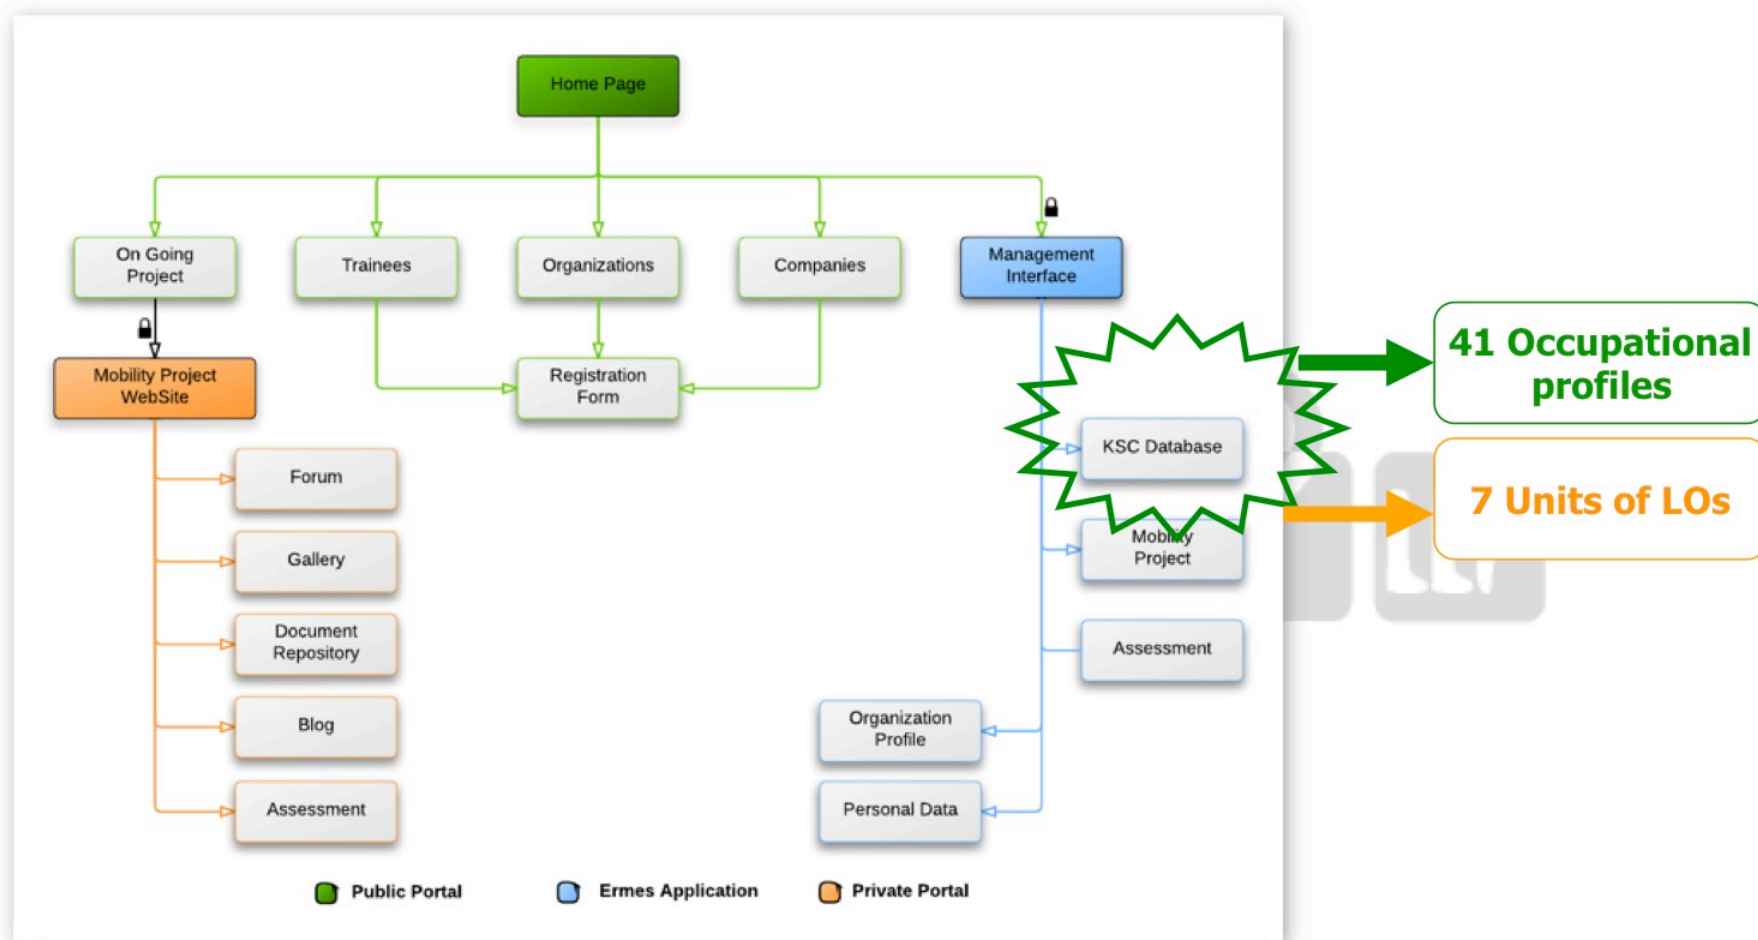 Home Page
On Going
Project
Trainees
Organizations
Companies
Management
Interface
41 Occupational
profiles
Mobility Project
WebSite
Registration
Form
KSC Database
Forum
7 Units of LOs
Mobility
Project
Gallery
Document
Repository
Assessment
Organization
Profile
Blog
Assessment
Personal Data
Public Portal
Ermes Application
Private Portal